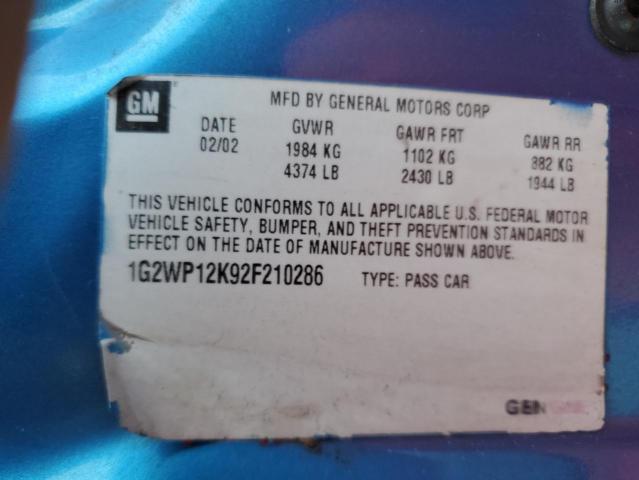 GM
MFD BY GENERAL MOTORS CORP
DATE GVWR GAWR FRT GAWR RR
02/02 1984 KG 1102 KG 882 KG
4374 LB 2430 LB 1944 LB
THIS VEHICLE CONFORMS TO ALL APPLICABLE U.S. FEDERAL MOTOR
VEHICLE SAFETY, BUMPER, AND THEFT PREVENTION STANDARDS IN
EFFECT ON THE DATE OF MANUFACTURE SHOWN ABOVE.
1G2WP12K92F210286 TYPE: PASS CAR
GEN